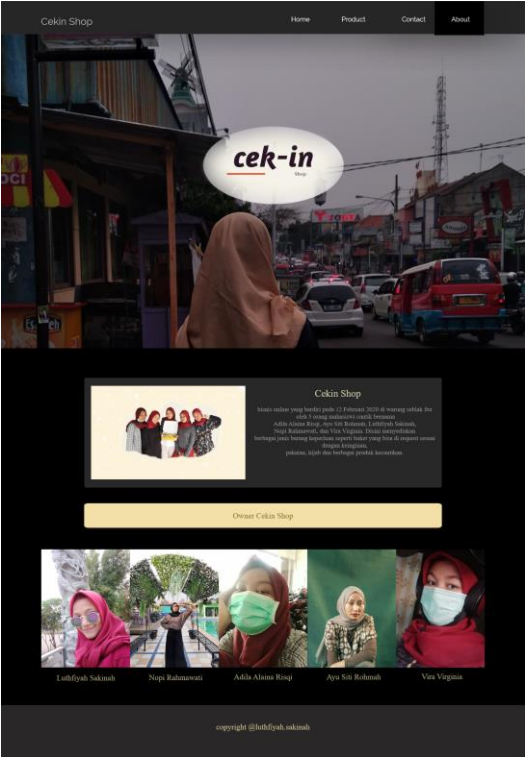 Cekin Shop
Home Product Contact About
cek-in
Shop
Cekin Shop
bisnis online yang berdiri pada 12 Februari 2020 di warung seblak ibu
oleh 5 orang mahasiswi cantik bernama
Adila Alaina Risqi, Ayu Siti Rohmah, Luthfiyah Sakinah,
Nopi Rahmawati, dan Vira Virginia. Disini menyediakan
berbagai jenis barang keperluan seperti buket yang bisa di request sesuai
dengan keinginan,
pakaian, hijab dan berbagai produk kecantikan.
Owner Cekin Shop
Luthfiyah Sakinah Nopi Rahmawati Adila Alaina Risqi Ayu Siti Rohmah Vira Virginia
copyright @luthfiyah.sakinah